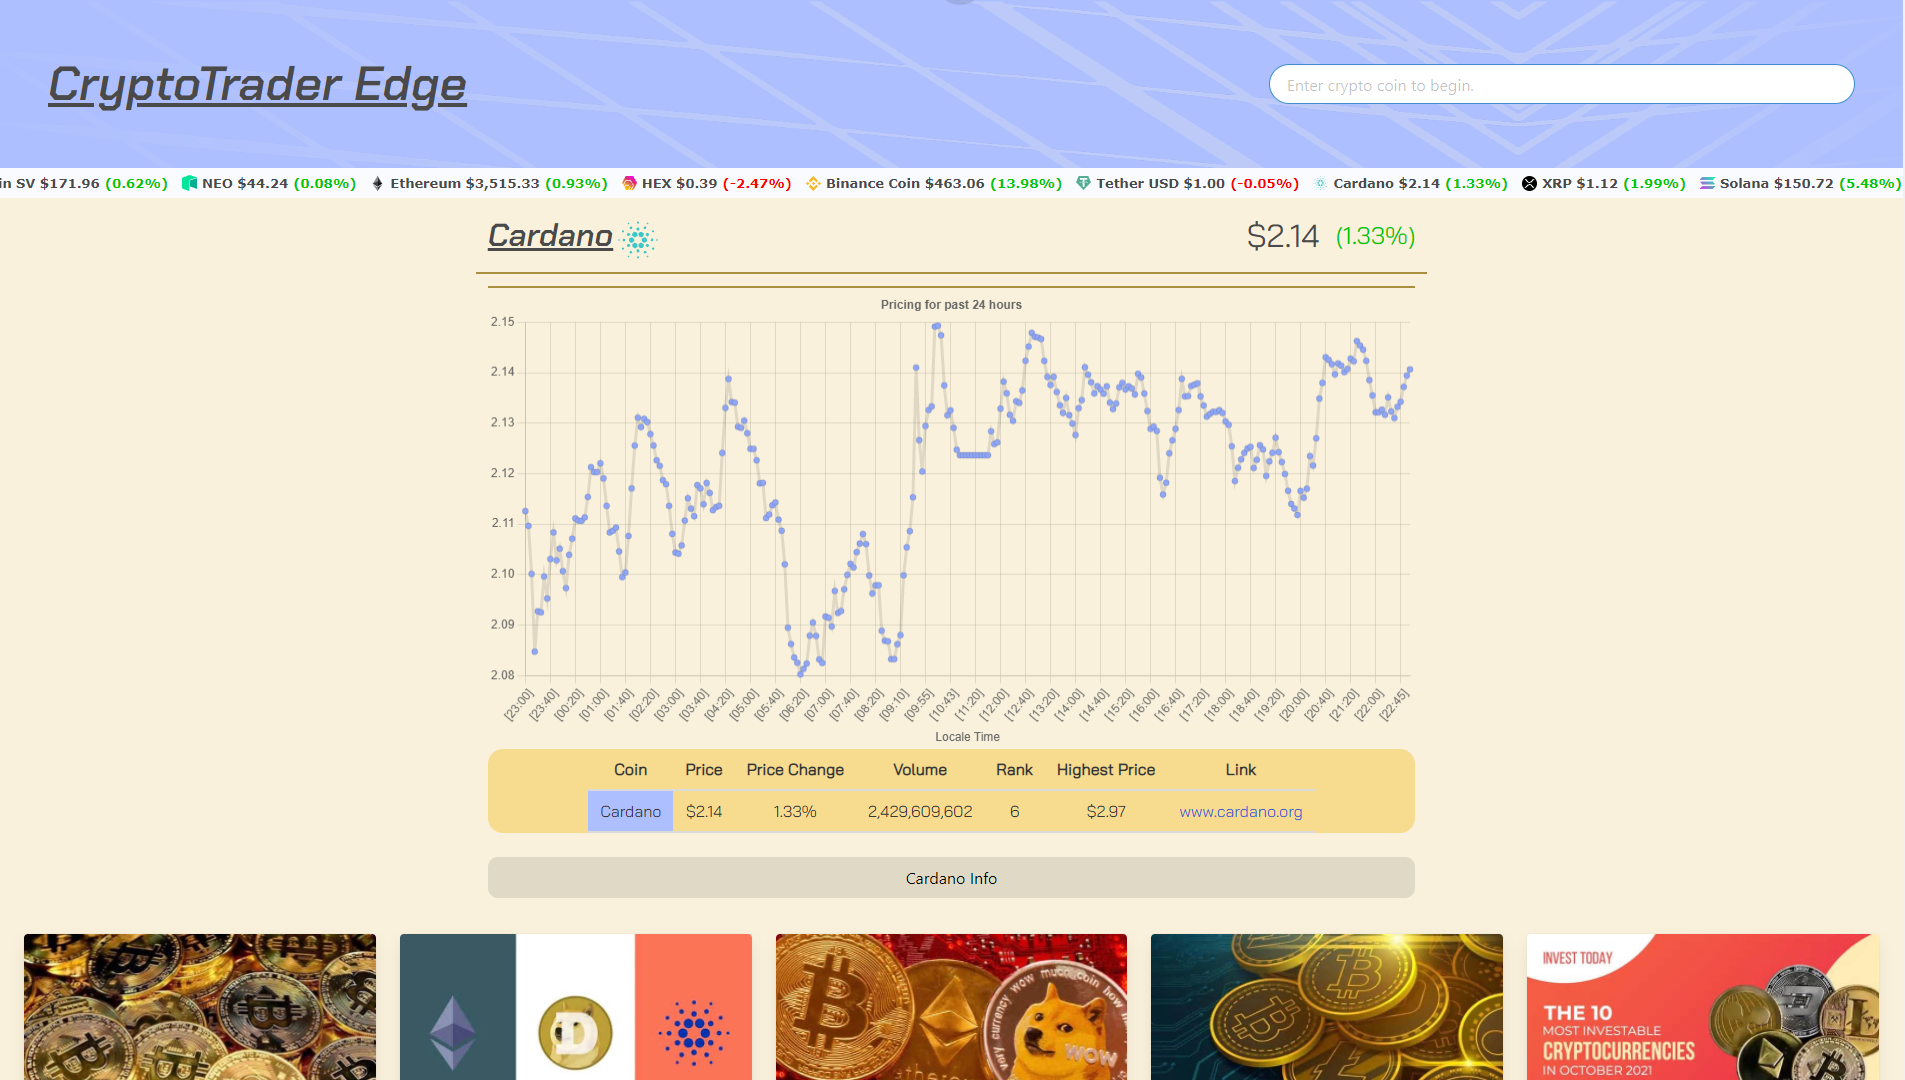 CryptoTrader Edge
Enter crypto coin to begin.
in SV $171.96 (0.62%) NEO $44.24 (0.08%) Ethereum $3,515.33 (0.93%) HEX $0.39 (-2.47%) Binance Coin $463.06 (13.98%) Tether USD $1.00 (-0.05%) Cardano $2.14 (1.33%) XRP $1.12 (1.99%) Solana $150.72 (5.48%)
Cardano $2.14 (1.33%)
Pricing for past 24 hours
2.15
2.14
2.13
2.12
2.11
2.10
2.09
2.08
[23:00] [23:40] [00:20] [01:00] [01:40] [02:20] [03:00] [03:40] [04:20] [05:00] [05:40] [06:20] [07:00] [07:40] [08:20] [09:10] [09:55] [10:43] [11:20] [12:00] [12:40] [13:20] [14:00] [14:40] [15:20] [16:00] [16:40] [17:20] [18:00] [18:40] [19:20] [20:00] [20:40] [21:20] [22:00] [22:45]
Locale Time
Coin Price Price Change Volume Rank Highest Price Link
Cardano $2.14 1.33% 2,429,609,602 6 $2.97 www.cardano.org
Cardano Info
INVEST TODAY
THE 10
MOST INVESTABLE
CRYPTOCURRENCIES
IN OCTOBER 2021
very currency wow much coin how
WOW